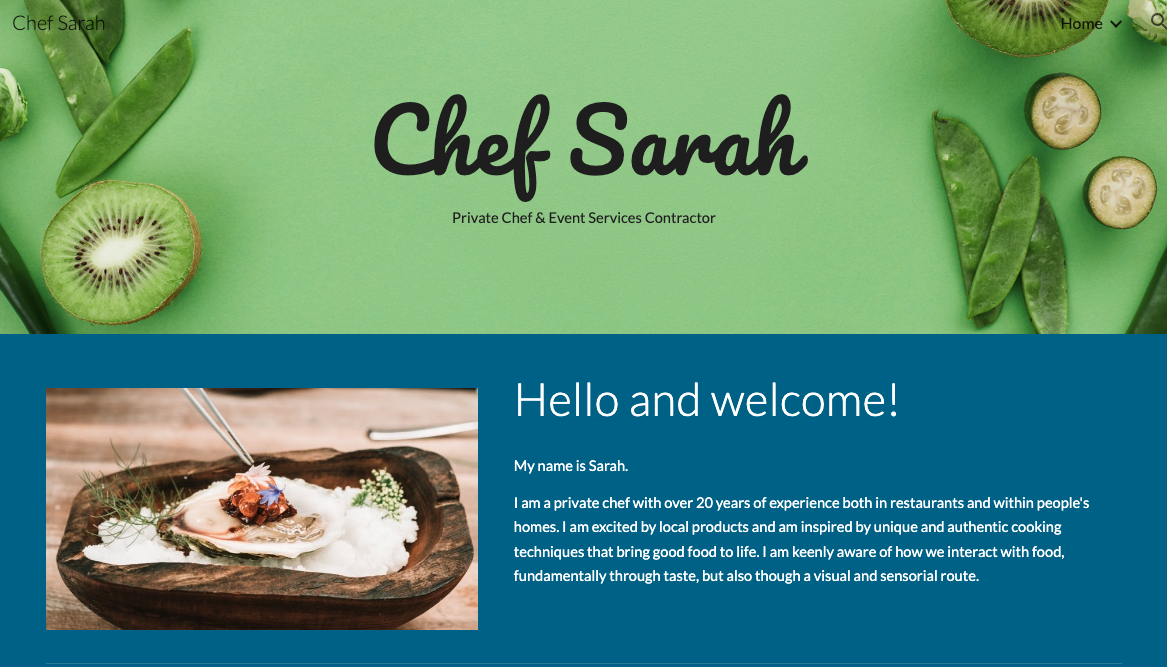 Chef Sarah
Home
Chef Sarah
Private Chef & Event Services Contractor
Hello and welcome!
My name is Sarah.
I am a private chef with over 20 years of experience both in restaurants and within people's
homes. I am excited by local products and am inspired by unique and authentic cooking
techniques that bring good food to life. I am keenly aware of how we interact with food,
fundamentally through taste, but also though a visual and sensorial route.